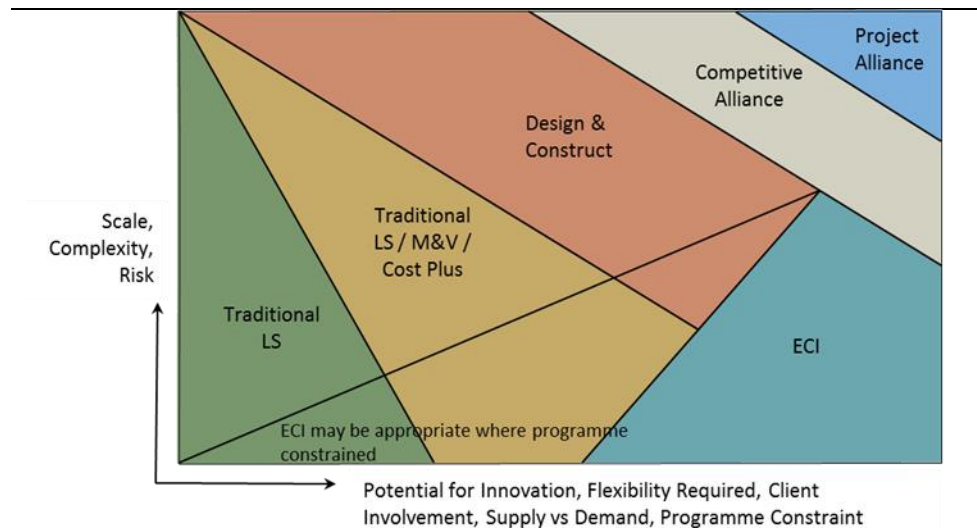 Project
Alliance
Competitive
Alliance
Design &
Construct
Traditional
LS / M&V /
Cost Plus
Scale,
Complexity,
Risk
Traditional
LS
ECI
ECI may be appropriate where programme
constrained
Potential for Innovation, Flexibility Required, Client
Involvement, Supply vs Demand, Programme Constraint